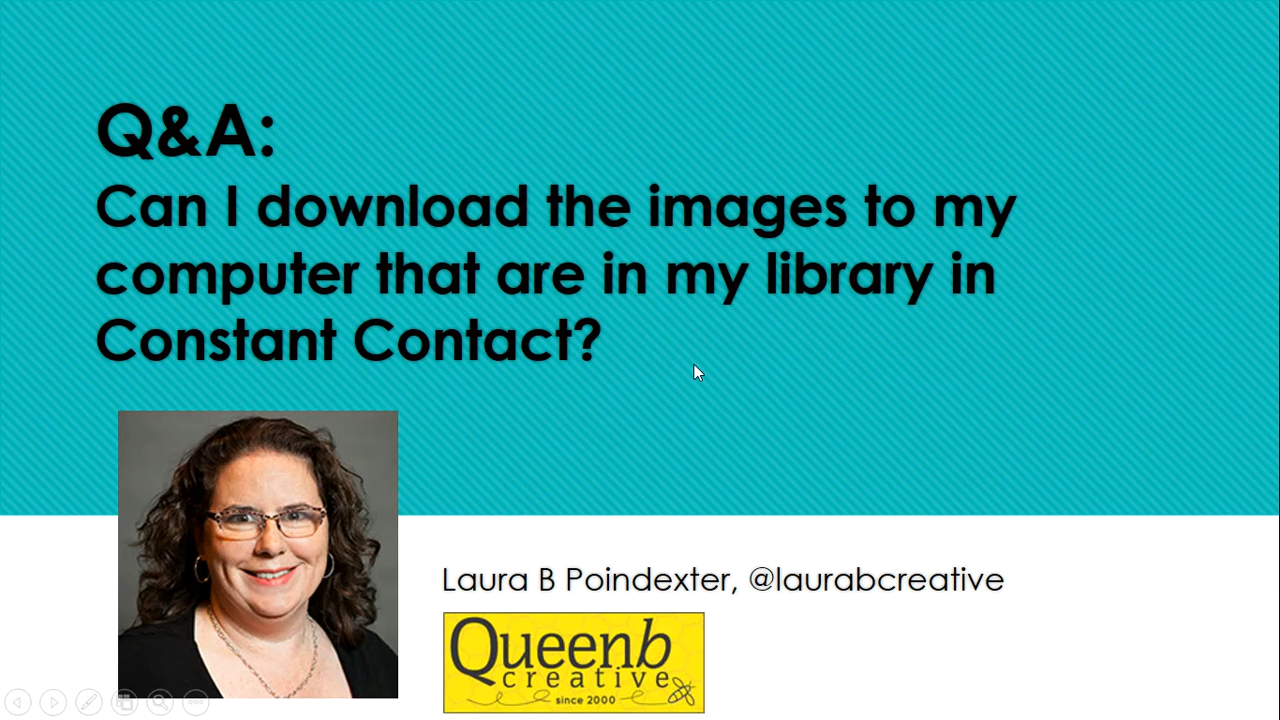 Q&A:
Can I download the images to my
computer that are in my library in
Constant Contact?
Laura B Poindexter, @laurabcreative
Queenb
creative
since 2000